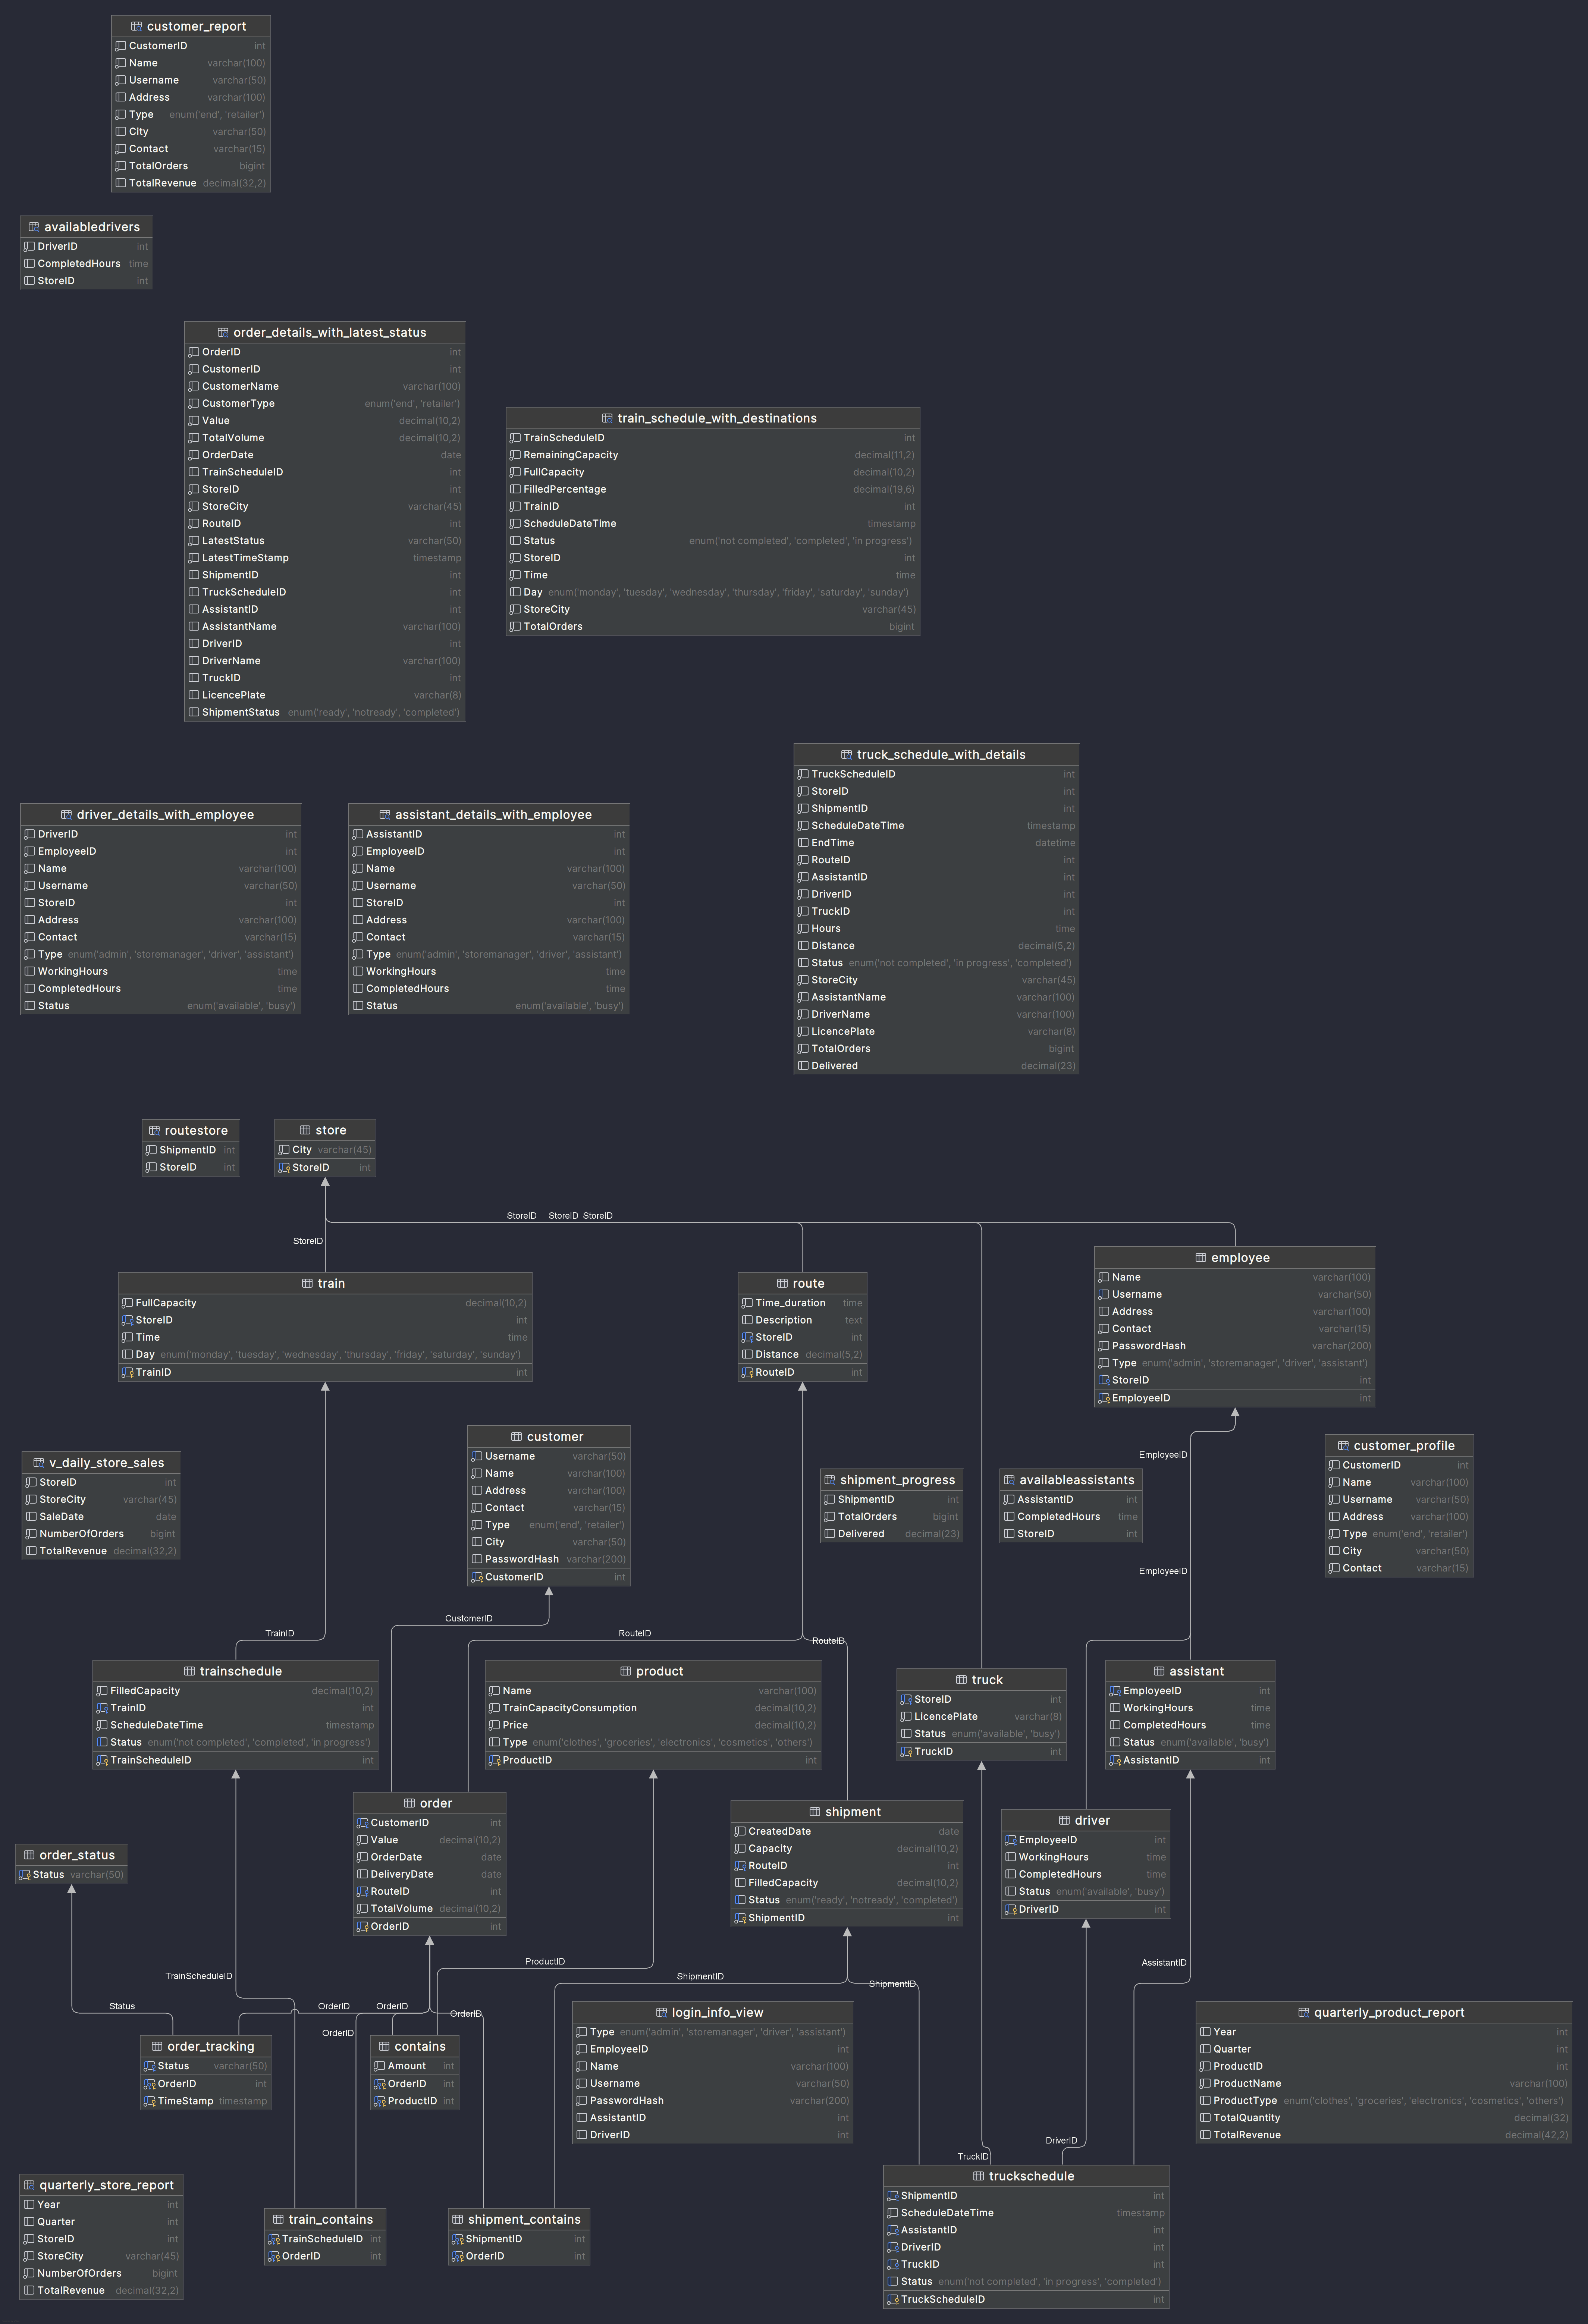 customer_report
CustomerID int
Name varchar(100)
Username varchar(50)
Address varchar(100)
Type enum('end', 'retailer')
City varchar(50)
Contact varchar(15)
TotalOrders bigint
TotalRevenue decimal(32,2)
availabledrivers
DriverID int
CompletedHours time
StoreID int
order_details_with_latest_status
OrderID int
CustomerID int
CustomerName varchar(100)
CustomerType enum('end', 'retailer')
Value decimal(10,2)
TotalVolume decimal(10,2)
OrderDate date
TrainScheduleID int
StoreID int
StoreCity varchar(45)
RouteID int
LatestStatus varchar(50)
LatestTimeStamp timestamp
ShipmentID int
TruckScheduleID int
AssistantID int
AssistantName varchar(100)
DriverID int
DriverName varchar(100)
TruckID int
LicencePlate varchar(8)
ShipmentStatus enum('ready', 'notready', 'completed')
train_schedule_with_destinations
TrainScheduleID int
RemainingCapacity decimal(11,2)
FullCapacity decimal(10,2)
FilledPercentage decimal(19,6)
TrainID int
ScheduleDateTime timestamp
Status enum('not completed', 'completed', 'in progress')
StoreID int
Time time
Day enum('monday', 'tuesday', 'wednesday', 'thursday', 'friday', 'saturday', 'sunday')
StoreCity varchar(45)
TotalOrders bigint
truck_schedule_with_details
TruckScheduleID int
StoreID int
ShipmentID int
ScheduleDateTime timestamp
EndTime datetime
RouteID int
AssistantID int
DriverID int
TruckID int
Hours time
Distance decimal(5,2)
Status enum('not completed', 'in progress', 'completed')
StoreCity varchar(45)
AssistantName varchar(100)
DriverName varchar(100)
LicencePlate varchar(8)
TotalOrders bigint
Delivered decimal(23)
driver_details_with_employee
DriverID int
EmployeeID int
Name varchar(100)
Username varchar(50)
StoreID int
Address varchar(100)
Contact varchar(15)
Type enum('admin', 'storemanager', 'driver', 'assistant')
WorkingHours time
CompletedHours time
Status enum('available', 'busy')
assistant_details_with_employee
AssistantID int
EmployeeID int
Name varchar(100)
Username varchar(50)
StoreID int
Address varchar(100)
Contact varchar(15)
Type enum('admin', 'storemanager', 'driver', 'assistant')
WorkingHours time
CompletedHours time
Status enum('available', 'busy')
routestore
ShipmentID int
StoreID int
store
City varchar(45)
StoreID int
StoreID StoreID StoreID
StoreID
train
FullCapacity decimal(10,2)
StoreID int
Time time
Day enum('monday', 'tuesday', 'wednesday', 'thursday', 'friday', 'saturday', 'sunday')
TrainID int
route
Time_duration time
Description text
StoreID int
Distance decimal(5,2)
RouteID int
employee
Name varchar(100)
Username varchar(50)
Address varchar(100)
Contact varchar(15)
PasswordHash varchar(200)
Type enum('admin', 'storemanager', 'driver', 'assistant')
StoreID int
EmployeeID int
EmployeeID
EmployeeID
v_daily_store_sales
StoreID int
StoreCity varchar(45)
SaleDate date
NumberOfOrders bigint
TotalRevenue decimal(32,2)
customer
Username varchar(50)
Name varchar(100)
Address varchar(100)
Contact varchar(15)
Type enum('end', 'retailer')
City varchar(50)
PasswordHash varchar(200)
CustomerID int
shipment_progress
ShipmentID int
TotalOrders bigint
Delivered decimal(23)
availableassistants
AssistantID int
CompletedHours time
StoreID int
customer_profile
CustomerID int
Name varchar(100)
Username varchar(50)
Address varchar(100)
Type enum('end', 'retailer')
City varchar(50)
Contact varchar(15)
CustomerID
TrainID
RouteID
RouteID
trainschedule
FilledCapacity decimal(10,2)
TrainID int
ScheduleDateTime timestamp
Status enum('not completed', 'completed', 'in progress')
TrainScheduleID int
product
Name varchar(100)
TrainCapacityConsumption decimal(10,2)
Price decimal(10,2)
Type enum('clothes', 'groceries', 'electronics', 'cosmetics', 'others')
ProductID int
truck
StoreID int
LicencePlate varchar(8)
Status enum('available', 'busy')
TruckID int
assistant
EmployeeID int
WorkingHours time
CompletedHours time
Status enum('available', 'busy')
AssistantID int
order
CustomerID int
Value decimal(10,2)
OrderDate date
DeliveryDate date
RouteID int
TotalVolume decimal(10,2)
OrderID int
shipment
CreatedDate date
Capacity decimal(10,2)
RouteID int
FilledCapacity decimal(10,2)
Status enum('ready', 'notready', 'completed')
ShipmentID int
driver
EmployeeID int
WorkingHours time
CompletedHours time
Status enum('available', 'busy')
DriverID int
order_status
Status varchar(50)
ProductID
AssistantID
TrainScheduleID
ShipmentID
ShipmentID
Status
OrderID
OrderID
OrderID
OrderID
order_tracking
Status varchar(50)
OrderID int
TimeStamp timestamp
contains
Amount int
OrderID int
ProductID int
login_info_view
Type enum('admin', 'storemanager', 'driver', 'assistant')
EmployeeID int
Name varchar(100)
Username varchar(50)
PasswordHash varchar(200)
AssistantID int
DriverID int
quarterly_product_report
Year int
Quarter int
ProductID int
ProductName varchar(100)
ProductType enum('clothes', 'groceries', 'electronics', 'cosmetics', 'others')
TotalQuantity decimal(32)
TotalRevenue decimal(42,2)
DriverID
TruckID
quarterly_store_report
Year int
Quarter int
StoreID int
StoreCity varchar(45)
NumberOfOrders bigint
TotalRevenue decimal(32,2)
train_contains
TrainScheduleID int
OrderID int
shipment_contains
ShipmentID int
OrderID int
truckschedule
ShipmentID int
ScheduleDateTime timestamp
AssistantID int
DriverID int
TruckID int
Status enum('not completed', 'in progress', 'completed')
TruckScheduleID int